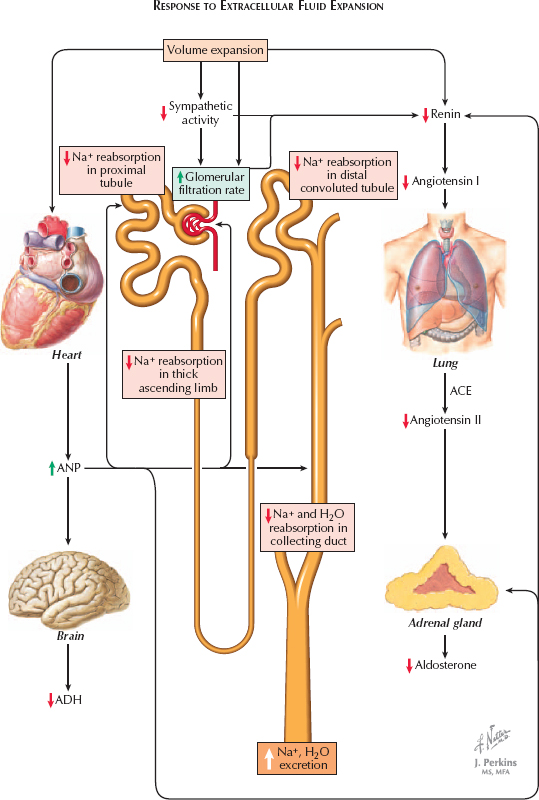 RESPONSE TO EXTRACELLULAR FLUID EXPANSION
Volume expansion
Sympathetic
activity
Renin
Na+ reabsorption
in proximal
tubule
Glomerular
filtration rate
Na+ reabsorption
in distal
convoluted tubule
Angiotensin I
Heart
Na+ reabsorption
in thick
ascending limb
Lung
ACE
Angiotensin II
ANP
Na+ and H2O
reabsorption in
collecting duct
Brain
Adrenal gland
ADH
Aldosterone
Na+, H2O
excretion
F. Netter
M.D.
J. Perkins
MS, MFA